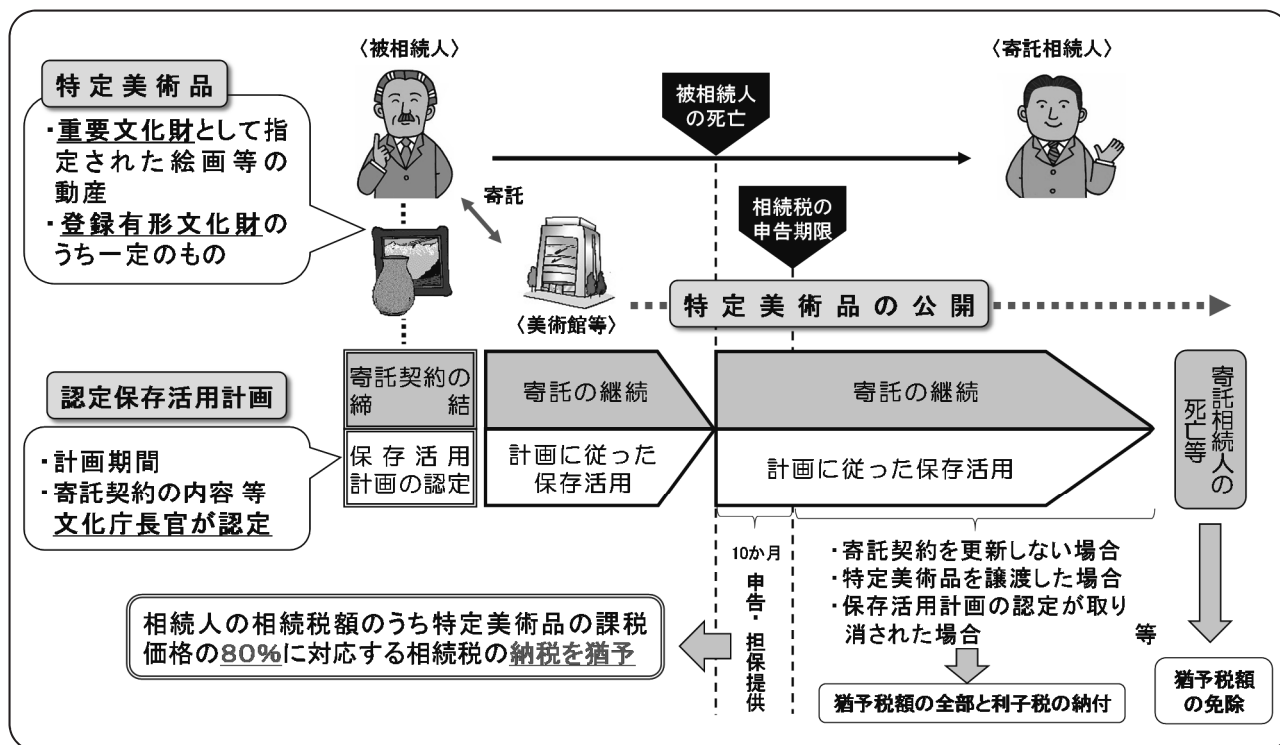 〈被相続人〉
〈寄託相続人〉
特定美術品
・重要文化財として指
定された絵画等の
動産
・登録有形文化財の
うち一定のもの
被相続人
の死亡
寄託
相続税の
申告期限
〈美術館等〉
特定美術品の公開
認定保存活用計画
・計画期間
・寄託契約の内容 等
文化庁長官が認定
寄託契約の
締結
保存活用
計画の認定
寄託の継続
計画に従った
保存活用
寄託の継続
計画に従った保存活用
寄託相続人の
死亡等
10か月
申告・担保提供
・寄託契約を更新しない場合
・特定美術品を譲渡した場合
・保存活用計画の認定が取り
消された場合 等
相続人の相続税額のうち特定美術品の課税
価格の80%に対応する相続税の納税を猶予
猶予税額の全部と利子税の納付
猶予税額
の免除